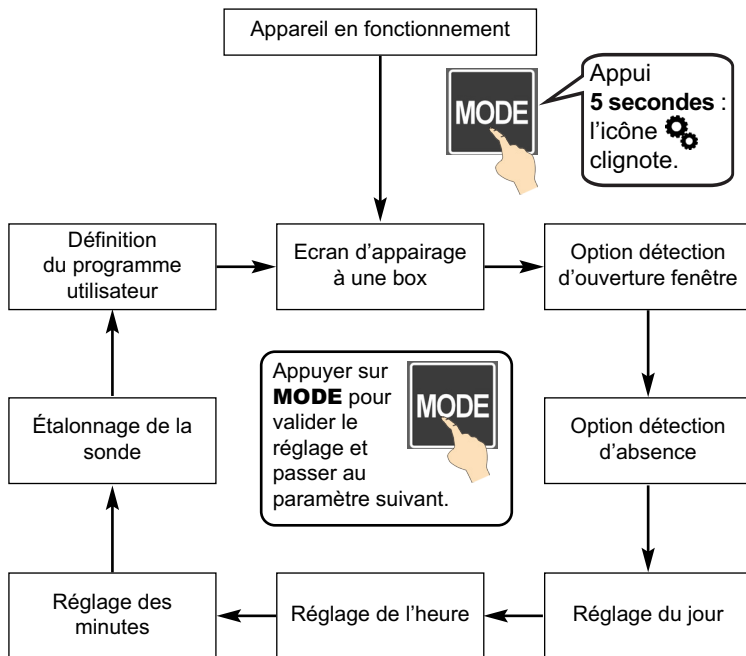 Appareil en fonctionnement
MODE
Appui
5 secondes :
l'icône
clignote.
Définition
du programme
utilisateur
Ecran d'appairage
à une box
Option détection
d'ouverture fenêtre
Étalonnage de la
sonde
Appuyer sur
MODE pour
valider le
réglage et
passer au
paramètre suivant.
MODE
Option détection
d'absence
Réglage des
minutes
Réglage de l'heure
Réglage du jour